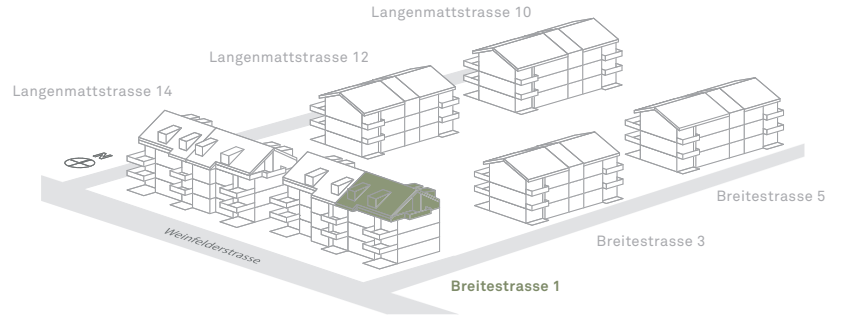 Langenmattstrasse 10
Langenmattstrasse 12
Langenmattstrasse 14
N
Breitestrasse 5
Weinfelderstrasse
Breitestrasse 3
Breitestrasse 1